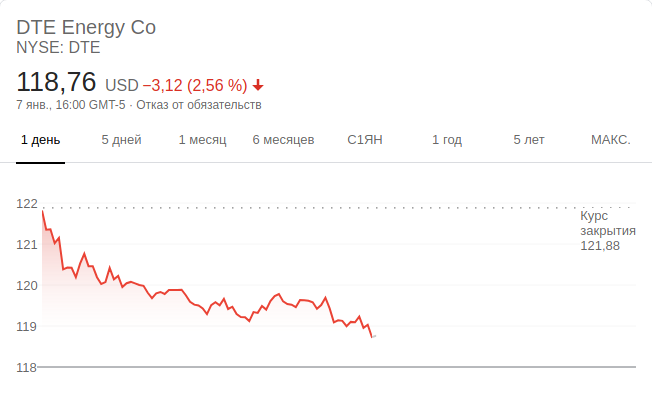 DTE Energy Co
NYSE: DTE
118,76 USD −3,12 (2,56 %)
7 янв., 16:00 GMT-5 · Отказ от обязательств
1 день 5 дней 1 месяц 6 месяцев С1ЯН 1 год 5 лет МАКС.
122
Курс
закрытия
121,88
121
120
119
118